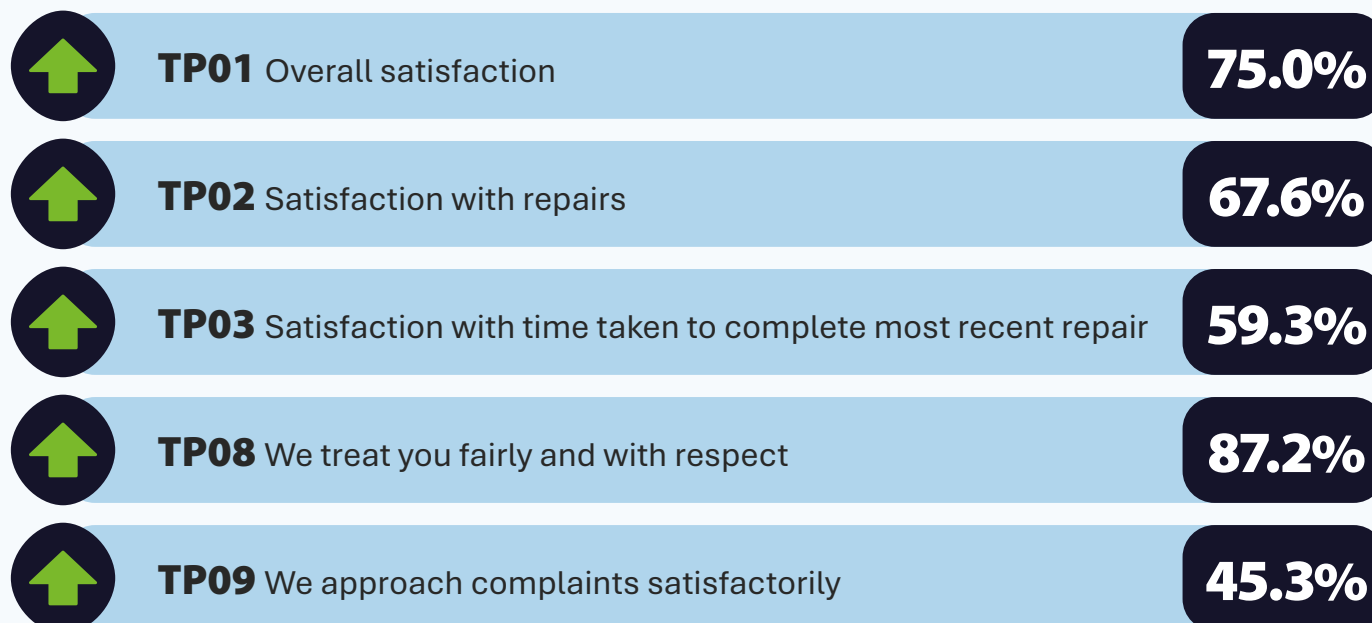 TP01 Overall satisfaction 75.0%
TP02 Satisfaction with repairs 67.6%
TP03 Satisfaction with time taken to complete most recent repair 59.3%
TP08 We treat you fairly and with respect 87.2%
TP09 We approach complaints satisfactorily 45.3%